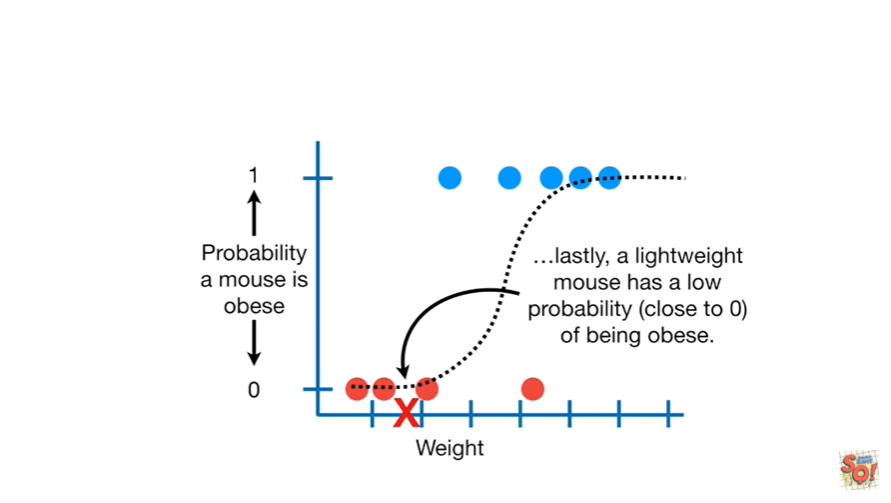 1
Probability
a mouse is
obese
0
…lastly, a lightweight
mouse has a low
probability (close to 0)
of being obese.
X
Weight
SO!